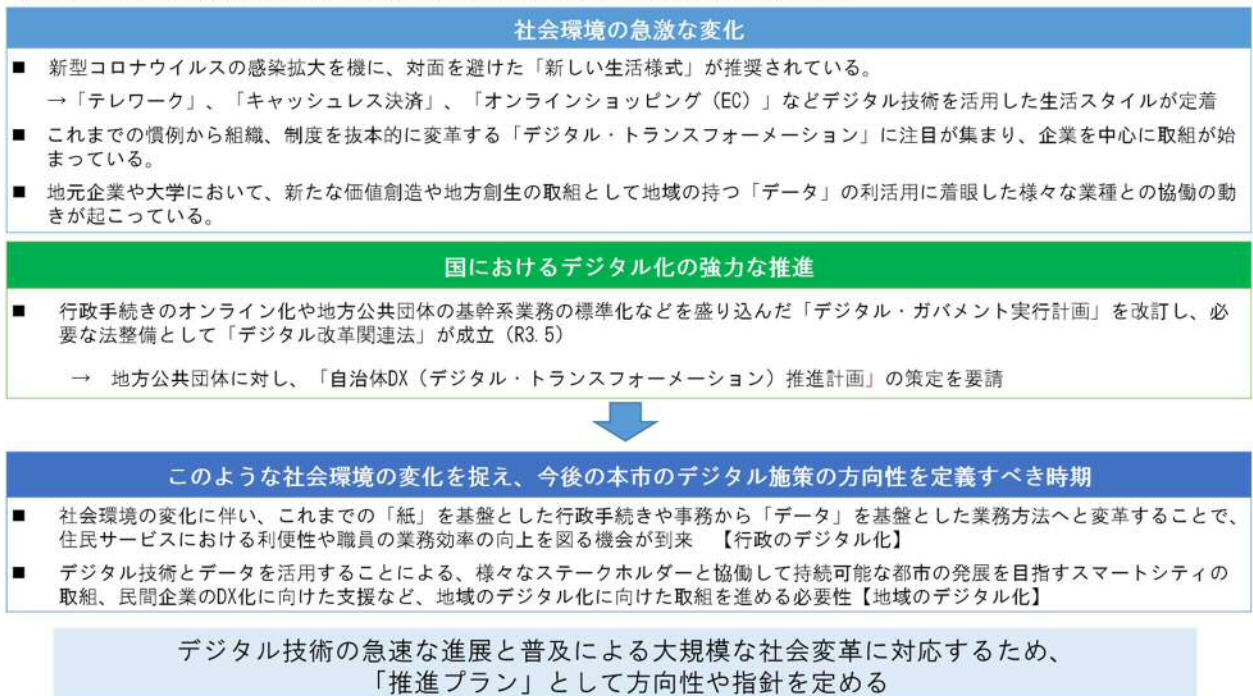 社会環境の急激な変化
■ 新型コロナウイルスの感染拡大を機に、対面を避けた「新しい生活様式」が推奨されている。
→「テレワーク」、「キャッシュレス決済」、「オンラインショッピング（EC）」などデジタル技術を活用した生活スタイルが定着
■ これまでの慣例から組織、制度を抜本的に変革する「デジタル・トランスフォーメーション」に注目が集まり、企業を中心に取組が始
まっている。
■ 地元企業や大学において、新たな価値創造や地方創生の取組として地域の持つ「データ」の利活用に着眼した様々な業種との協働の動
きが起こっている。
国におけるデジタル化の強力な推進
■ 行政手続きのオンライン化や地方公共団体の基幹系業務の標準化などを盛り込んだ「デジタル・ガバメント実行計画」を改訂し、必
要な法整備として「デジタル改革関連法」が成立（R3.5）
→ 地方公共団体に対し、「自治体DX（デジタル・トランスフォーメーション）推進計画」の策定を要請
このような社会環境の変化を捉え、今後の本市のデジタル施策の方向性を定義すべき時期
■ 社会環境の変化に伴い、これまでの「紙」を基盤とした行政手続きや事務から「データ」を基盤とした業務方法へと変革することで、
住民サービスにおける利便性や職員の業務効率の向上を図る機会が到来 【行政のデジタル化】
■ デジタル技術とデータを活用することによる、様々なステークホルダーと協働して持続可能な都市の発展を目指すスマートシティの
取組、民間企業のDX化に向けた支援など、地域のデジタル化に向けた取組を進める必要性【地域のデジタル化】
デジタル技術の急速な進展と普及による大規模な社会変革に対応するため、
「推進プラン」として方向性や指針を定める